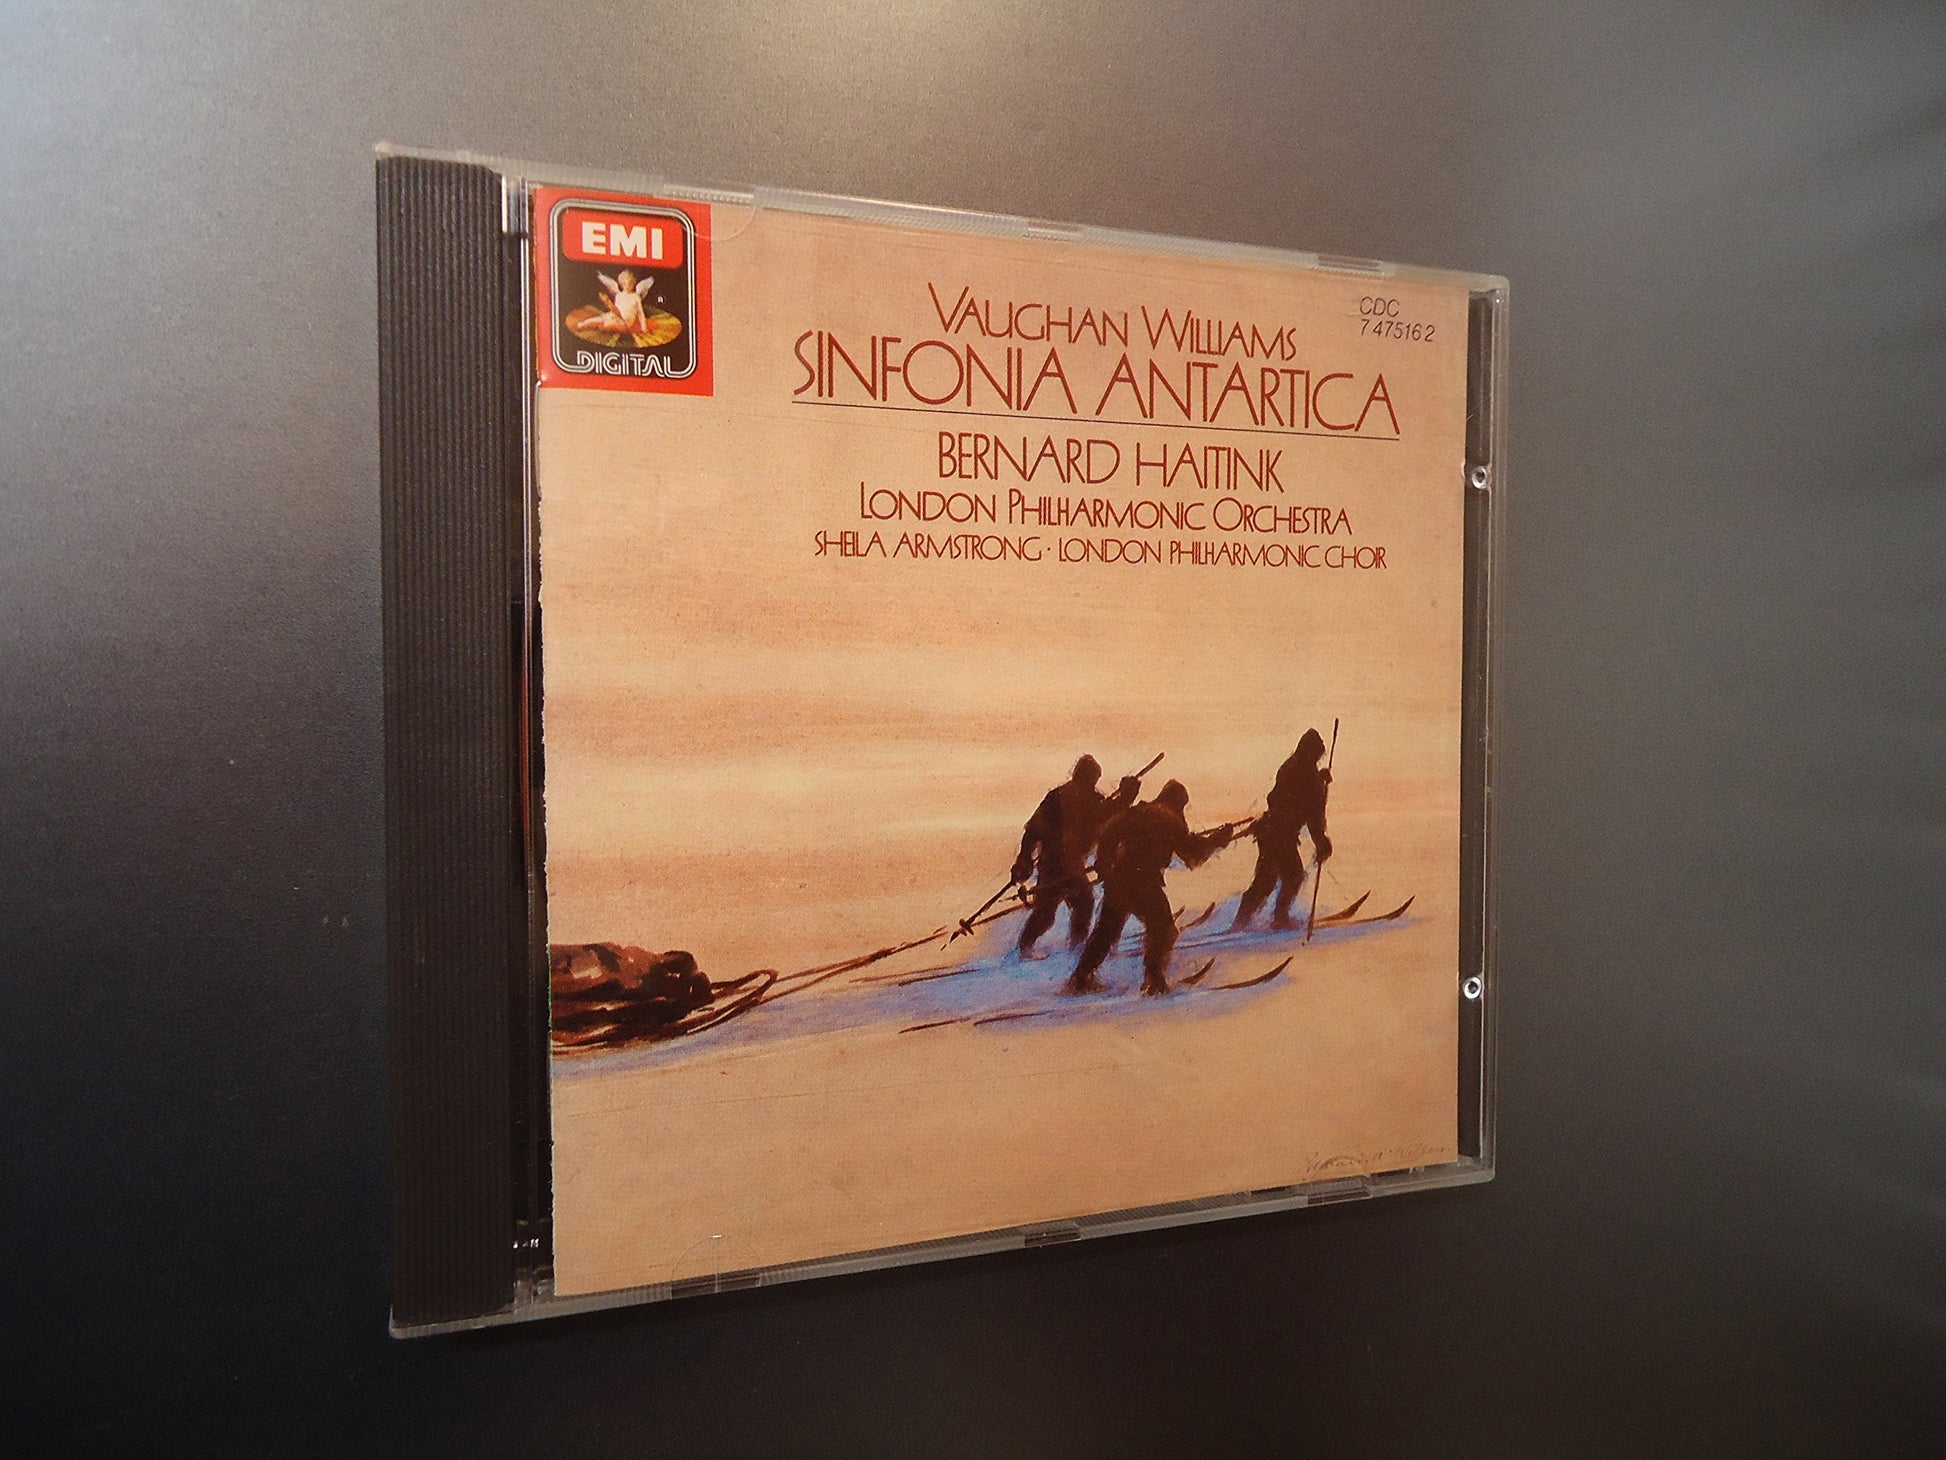 EMI
DIGITAL
VAUGHAN WILLIAMS
CDC
7 47516 2
SINFONIA ANTARTICA
BERNARD HAITINK
LONDON PHILHARMONIC ORCHESTRA
SHEILA ARMSTRONG · LONDON PHILHARMONIC CHOIR